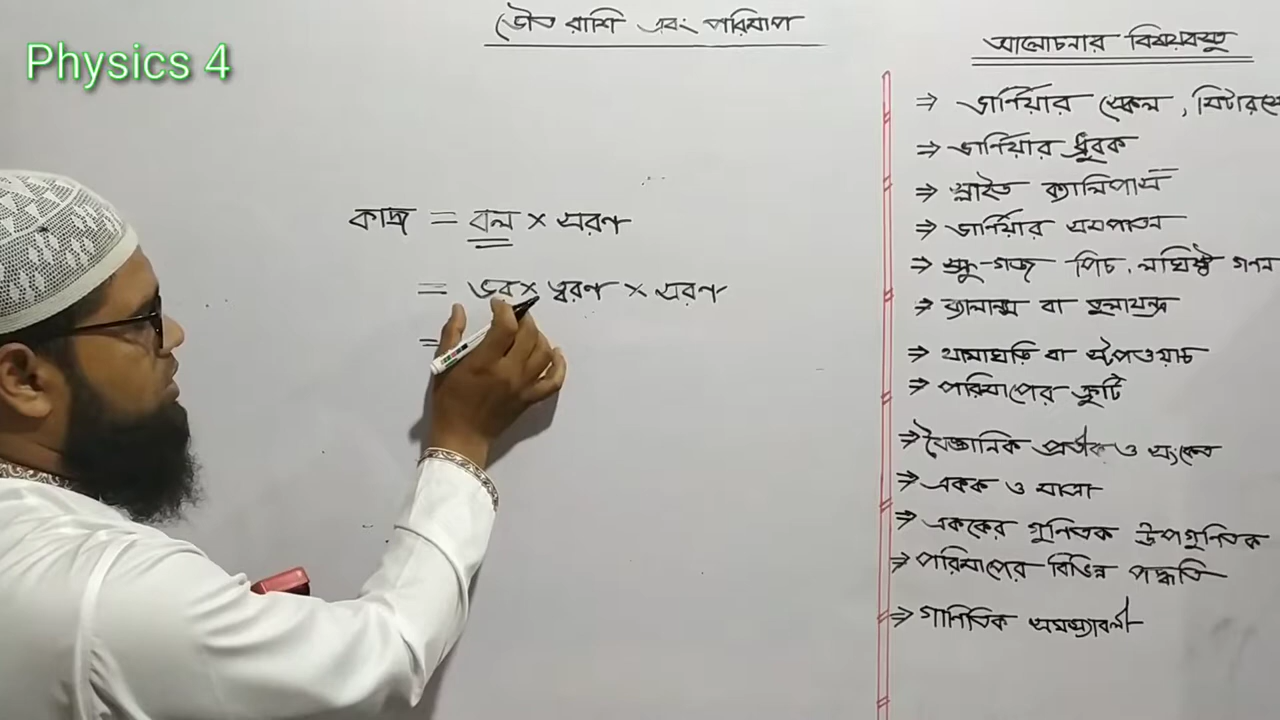 Physics 4
ভৌত রাশি এবং পরিমাপ
কাজ = বল × সরণ
= ভর × ত্বরণ × সরণ
=
আলোচনার বিষয়বস্তু
⇒ ভার্ণিয়ার স্কেল, মিটারস্কে
⇒ ভার্ণিয়ার ধ্রুবক
⇒ স্লাইড ক্যালিপার্স
⇒ ভার্ণিয়ার সমপাতন
⇒ স্ক্রু-গজ পিচ, লঘিষ্ঠ গণন
⇒ ব্যালান্স বা তুলাযন্ত্র
⇒ থামাঘড়ি বা স্টপওয়াচ
⇒ পরিমাপের ত্রুটি
⇒ বৈজ্ঞানিক প্রতীক ও সংকেত
⇒ একক ও মাত্রা
⇒ এককের গুণিতক উপগুণিতক
⇒ পরিমাপের বিভিন্ন পদ্ধতি
⇒ গাণিতিক সমস্যাবলী